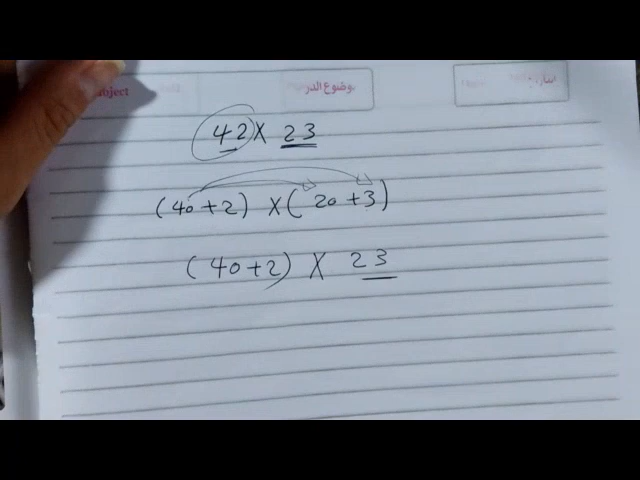 Subject موضوع الدر
42 X 23
(40+2) X (20+3)
(40+2) X 23